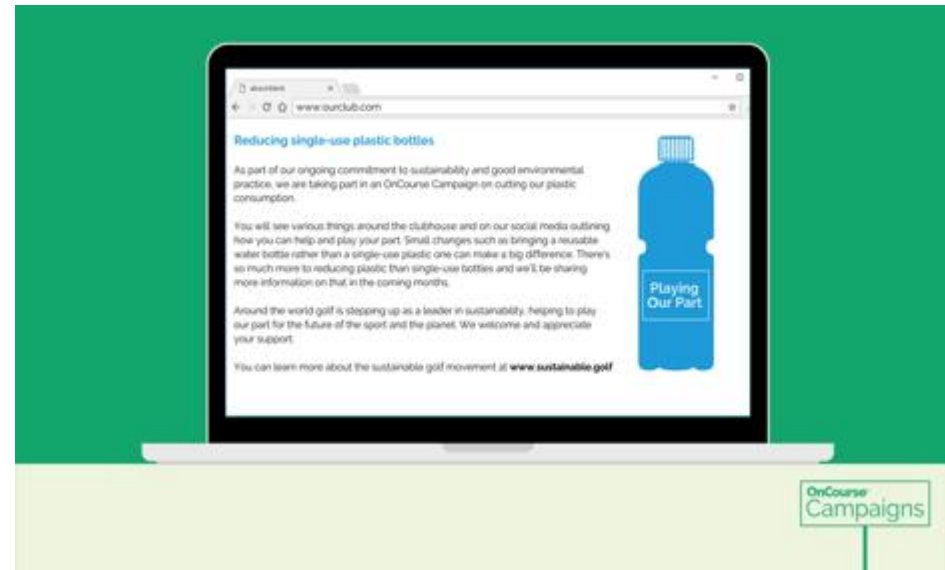 www.ourclub.com
Reducing single-use plastic bottles
As part of our ongoing commitment to sustainability and good environmental
practice, we are taking part in an OnCourse Campaign on cutting our plastic
consumption.
You will see various things around the clubhouse and on our social media outlining
how you can help and play your part. Small changes such as bringing a reusable
water bottle rather than a single-use plastic one can make a big difference. There's
so much more to reducing plastic than single-use bottles and we'll be sharing
more information on that in the coming months.
Around the world golf is stepping up as a leader in sustainability, helping to play
our part for the future of the sport and the planet. We welcome and appreciate
your support.
You can learn more about the sustainable golf movement at www.sustainable.golf
Playing
Our Part
OnCourse
Campaigns